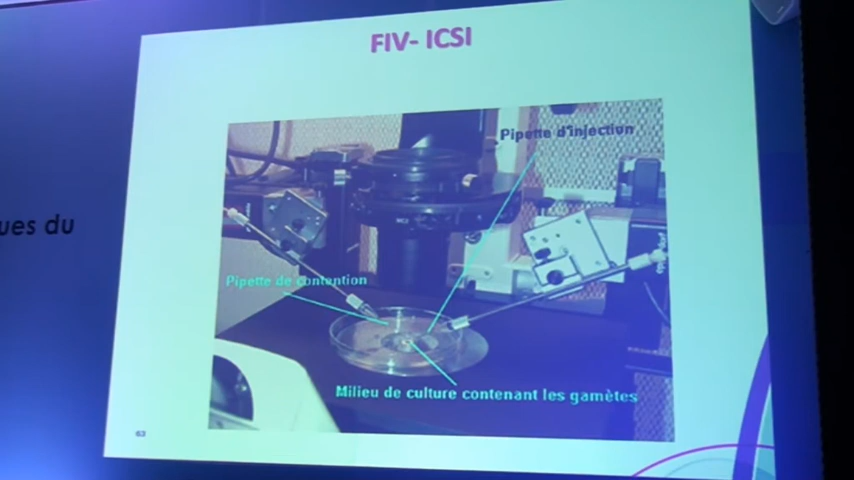 FIV- ICSI
Pipette d'injection
ues du
Pipette de contention
Milieu de culture contenant les gamètes
63